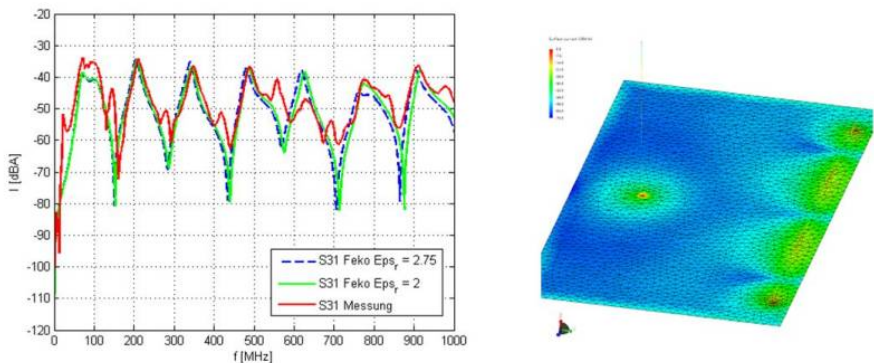 -20
-30
-40
-50
-60
-70
-80
-90
-100
-110
-120
I [dBA]
0 100 200 300 400 500 600 700 800 900 1000
f [MHz]
S31 Feko Eps_r = 2.75
S31 Feko Eps_r = 2
S31 Messung